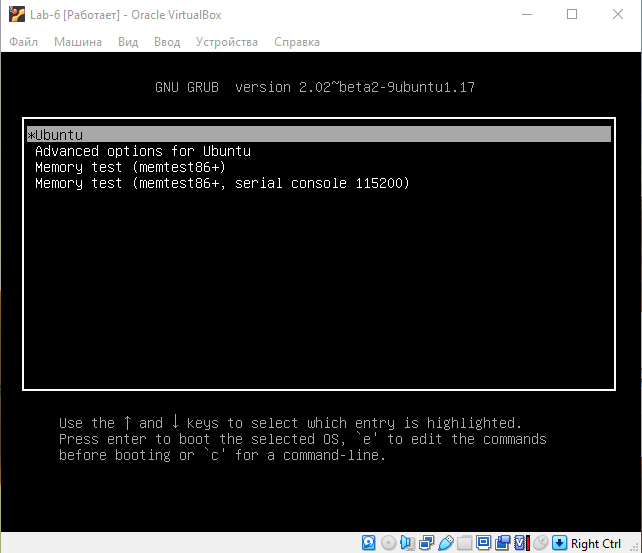 Lab-6 [Работает] - Oracle VirtualBox
Файл Машина Вид Ввод Устройства Справка
GNU GRUB version 2.02~beta2-9ubuntu1.17
*Ubuntu
Advanced options for Ubuntu
Memory test (memtest86+)
Memory test (memtest86+, serial console 115200)
Use the ↑ and ↓ keys to select which entry is highlighted.
Press enter to boot the selected OS, `e' to edit the commands
before booting or `c' for a command-line.
Right Ctrl